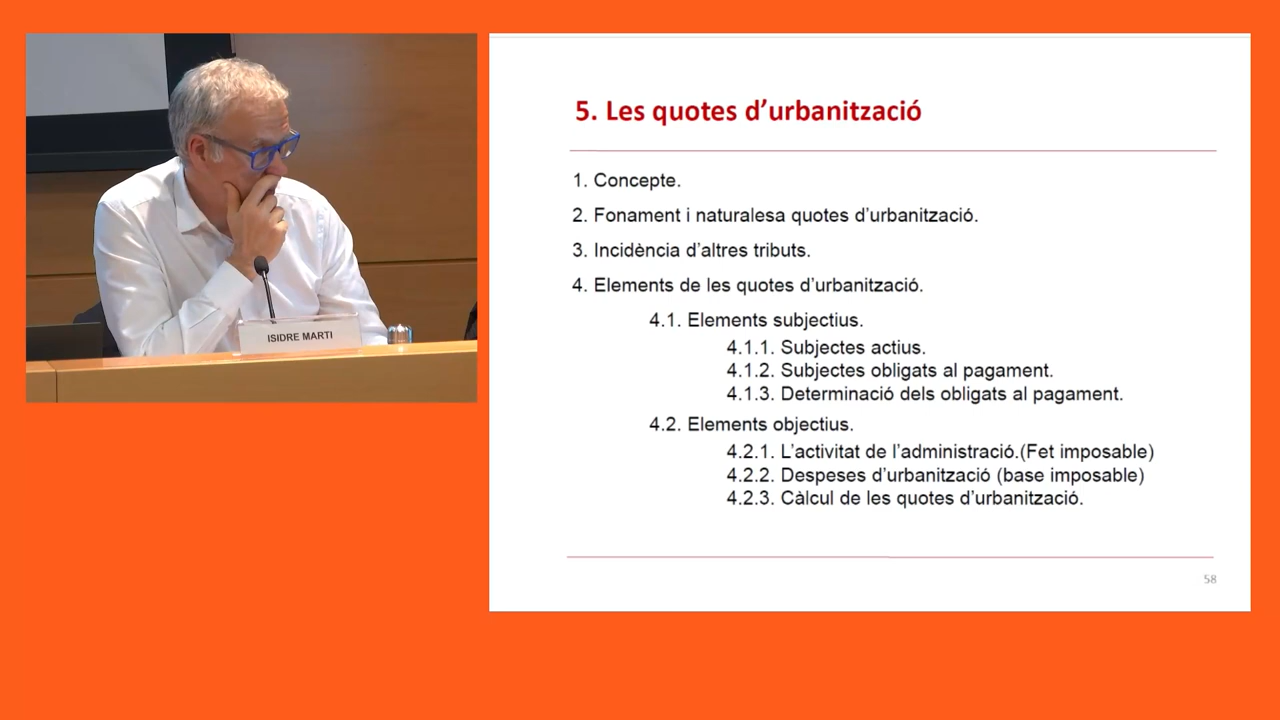 ISIDRE MARTI
5. Les quotes d’urbanització
1. Concepte.
2. Fonament i naturalesa quotes d’urbanització.
3. Incidència d’altres tributs.
4. Elements de les quotes d’urbanització.
4.1. Elements subjectius.
4.1.1. Subjectes actius.
4.1.2. Subjectes obligats al pagament.
4.1.3. Determinació dels obligats al pagament.
4.2. Elements objectius.
4.2.1. L’activitat de l’administració.(Fet imposable)
4.2.2. Despeses d’urbanització (base imposable)
4.2.3. Càlcul de les quotes d’urbanització.
58